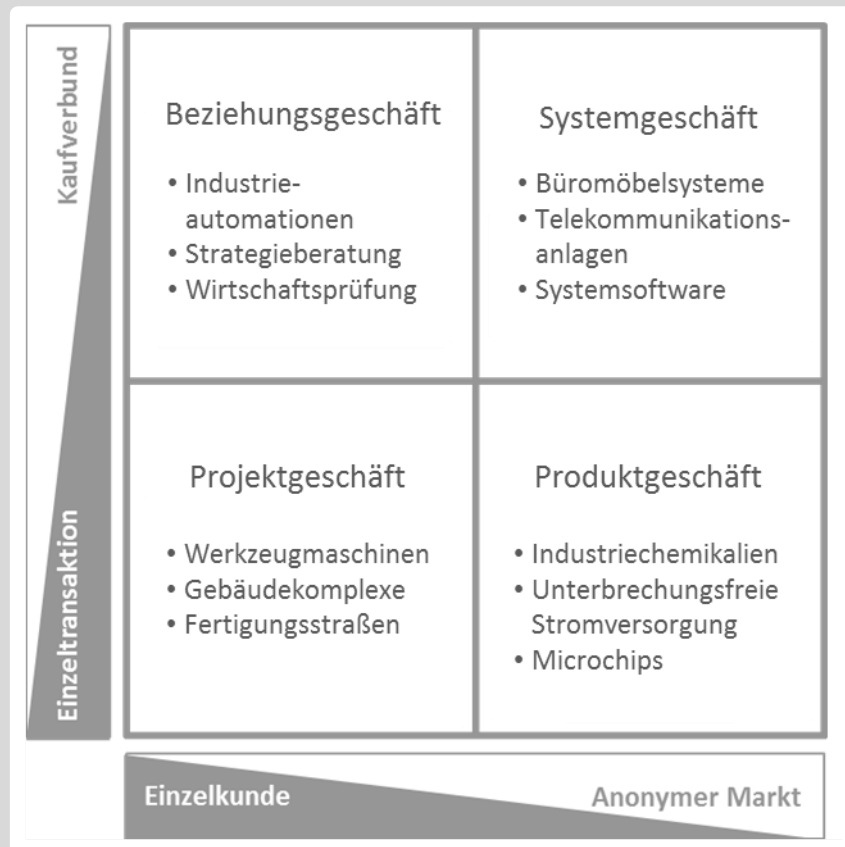 Kaufverbund
Einzeltransaktion
Beziehungsgeschäft
• Industrie-
automationen
• Strategieberatung
• Wirtschaftsprüfung
Systemgeschäft
• Büromöbelsysteme
• Telekommunikations-
anlagen
• Systemsoftware
Projektgeschäft
• Werkzeugmaschinen
• Gebäudekomplexe
• Fertigungsstraßen
Produktgeschäft
• Industriechemikalien
• Unterbrechungsfreie
Stromversorgung
• Microchips
Einzelkunde
Anonymer Markt